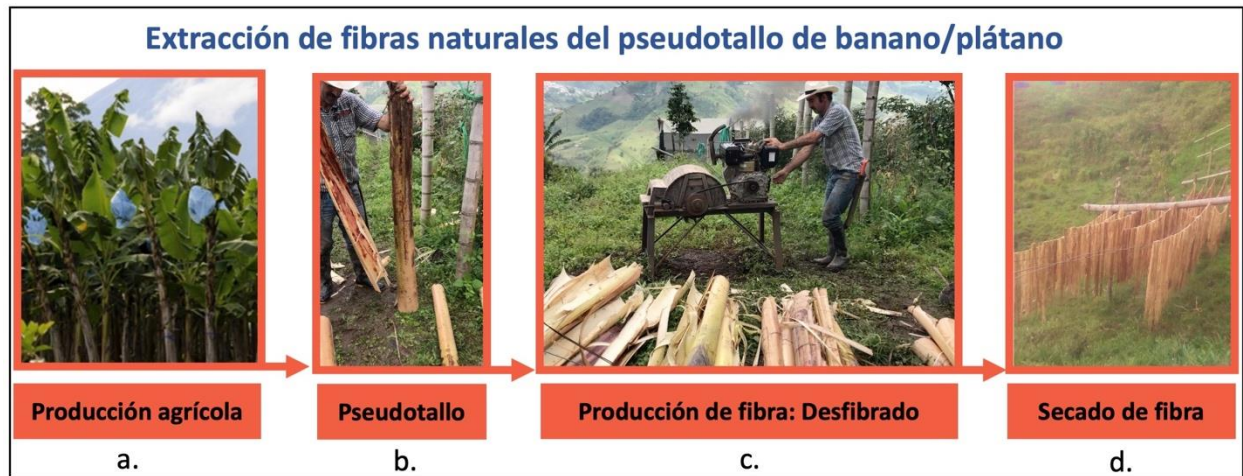 Extracción de fibras naturales del pseudotallo de banano/plátano
Producción agrícola
Pseudotallo
Producción de fibra: Desfibrado
Secado de fibra
a.
b.
c.
d.